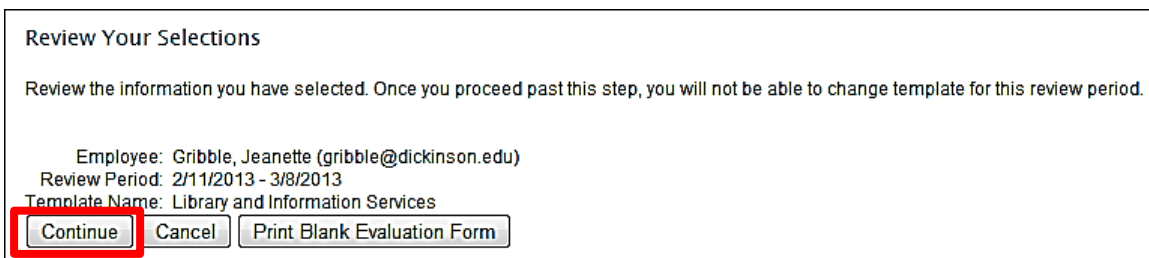 Review Your Selections
Review the information you have selected. Once you proceed past this step, you will not be able to change template for this review period.
Employee: Gribble, Jeanette (gribble@dickinson.edu)
Review Period: 2/11/2013 - 3/8/2013
Template Name: Library and Information Services
Continue Cancel Print Blank Evaluation Form